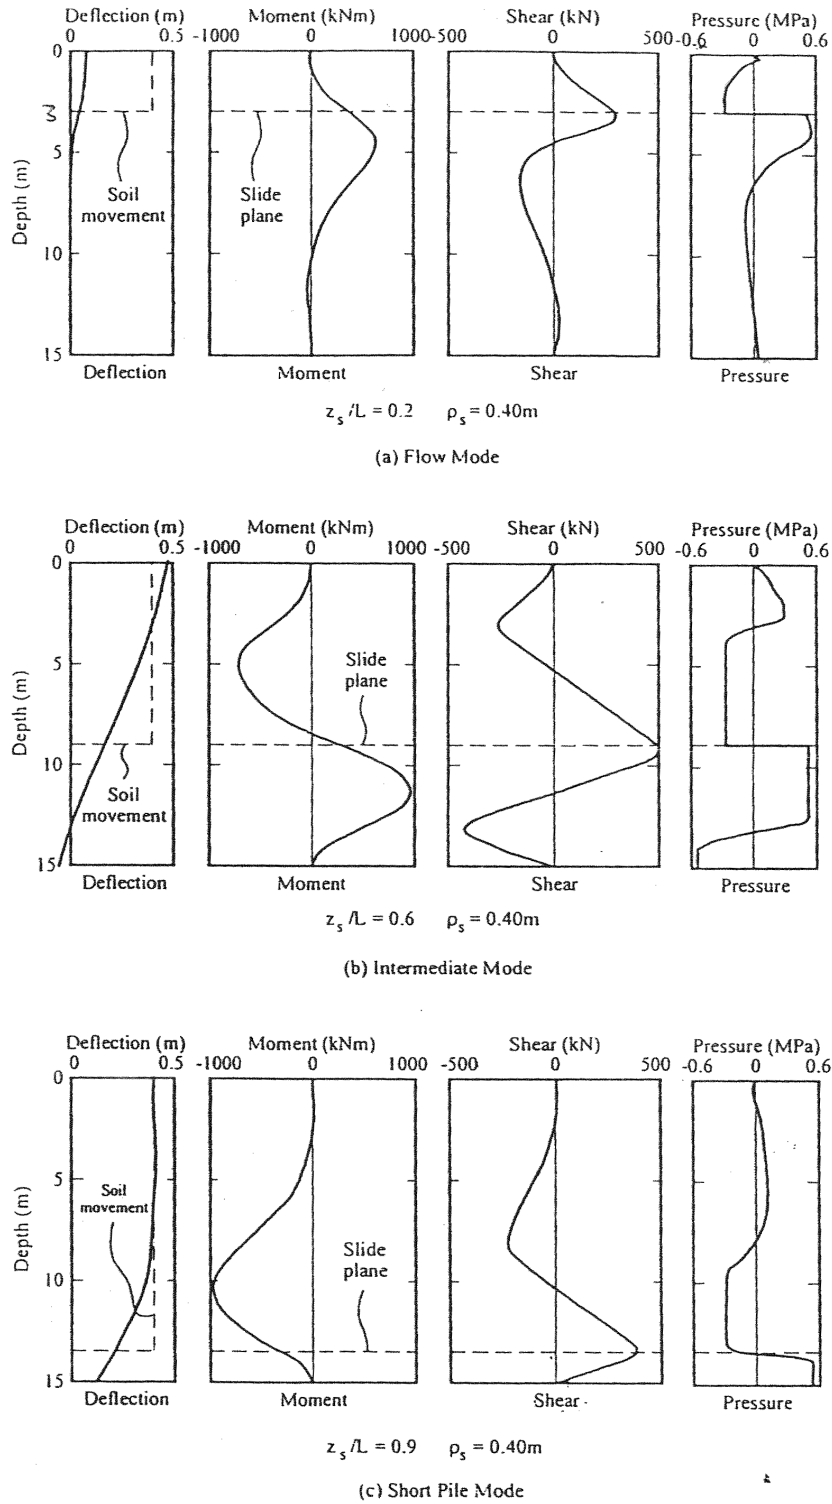 Deflection (m) Moment (kNm) Shear (kN) Pressure (MPa)
0 0.5 -1000 0 1000 -500 0 500 -0.6 0 0.6
0
5
10
15
Depth (m)
Soil
movement
Slide
plane
Deflection Moment Shear Pressure
z_s/L = 0.2 ρ_s = 0.40m
(a) Flow Mode
Deflection (m) Moment (kNm) Shear (kN) Pressure (MPa)
0 0.5 -1000 0 1000 -500 0 500 -0.6 0 0.6
0
5
10
15
Depth (m)
Soil
movement
Slide
plane
Deflection Moment Shear Pressure
z_s/L = 0.6 ρ_s = 0.40m
(b) Intermediate Mode
Deflection (m) Moment (kNm) Shear (kN) Pressure (MPa)
0 0.5 -1000 0 1000 -500 0 500 -0.6 0 0.6
0
5
10
15
Depth (m)
Soil
movement
Slide
plane
Deflection Moment Shear Pressure
z_s/L = 0.9 ρ_s = 0.40m
(c) Short Pile Mode